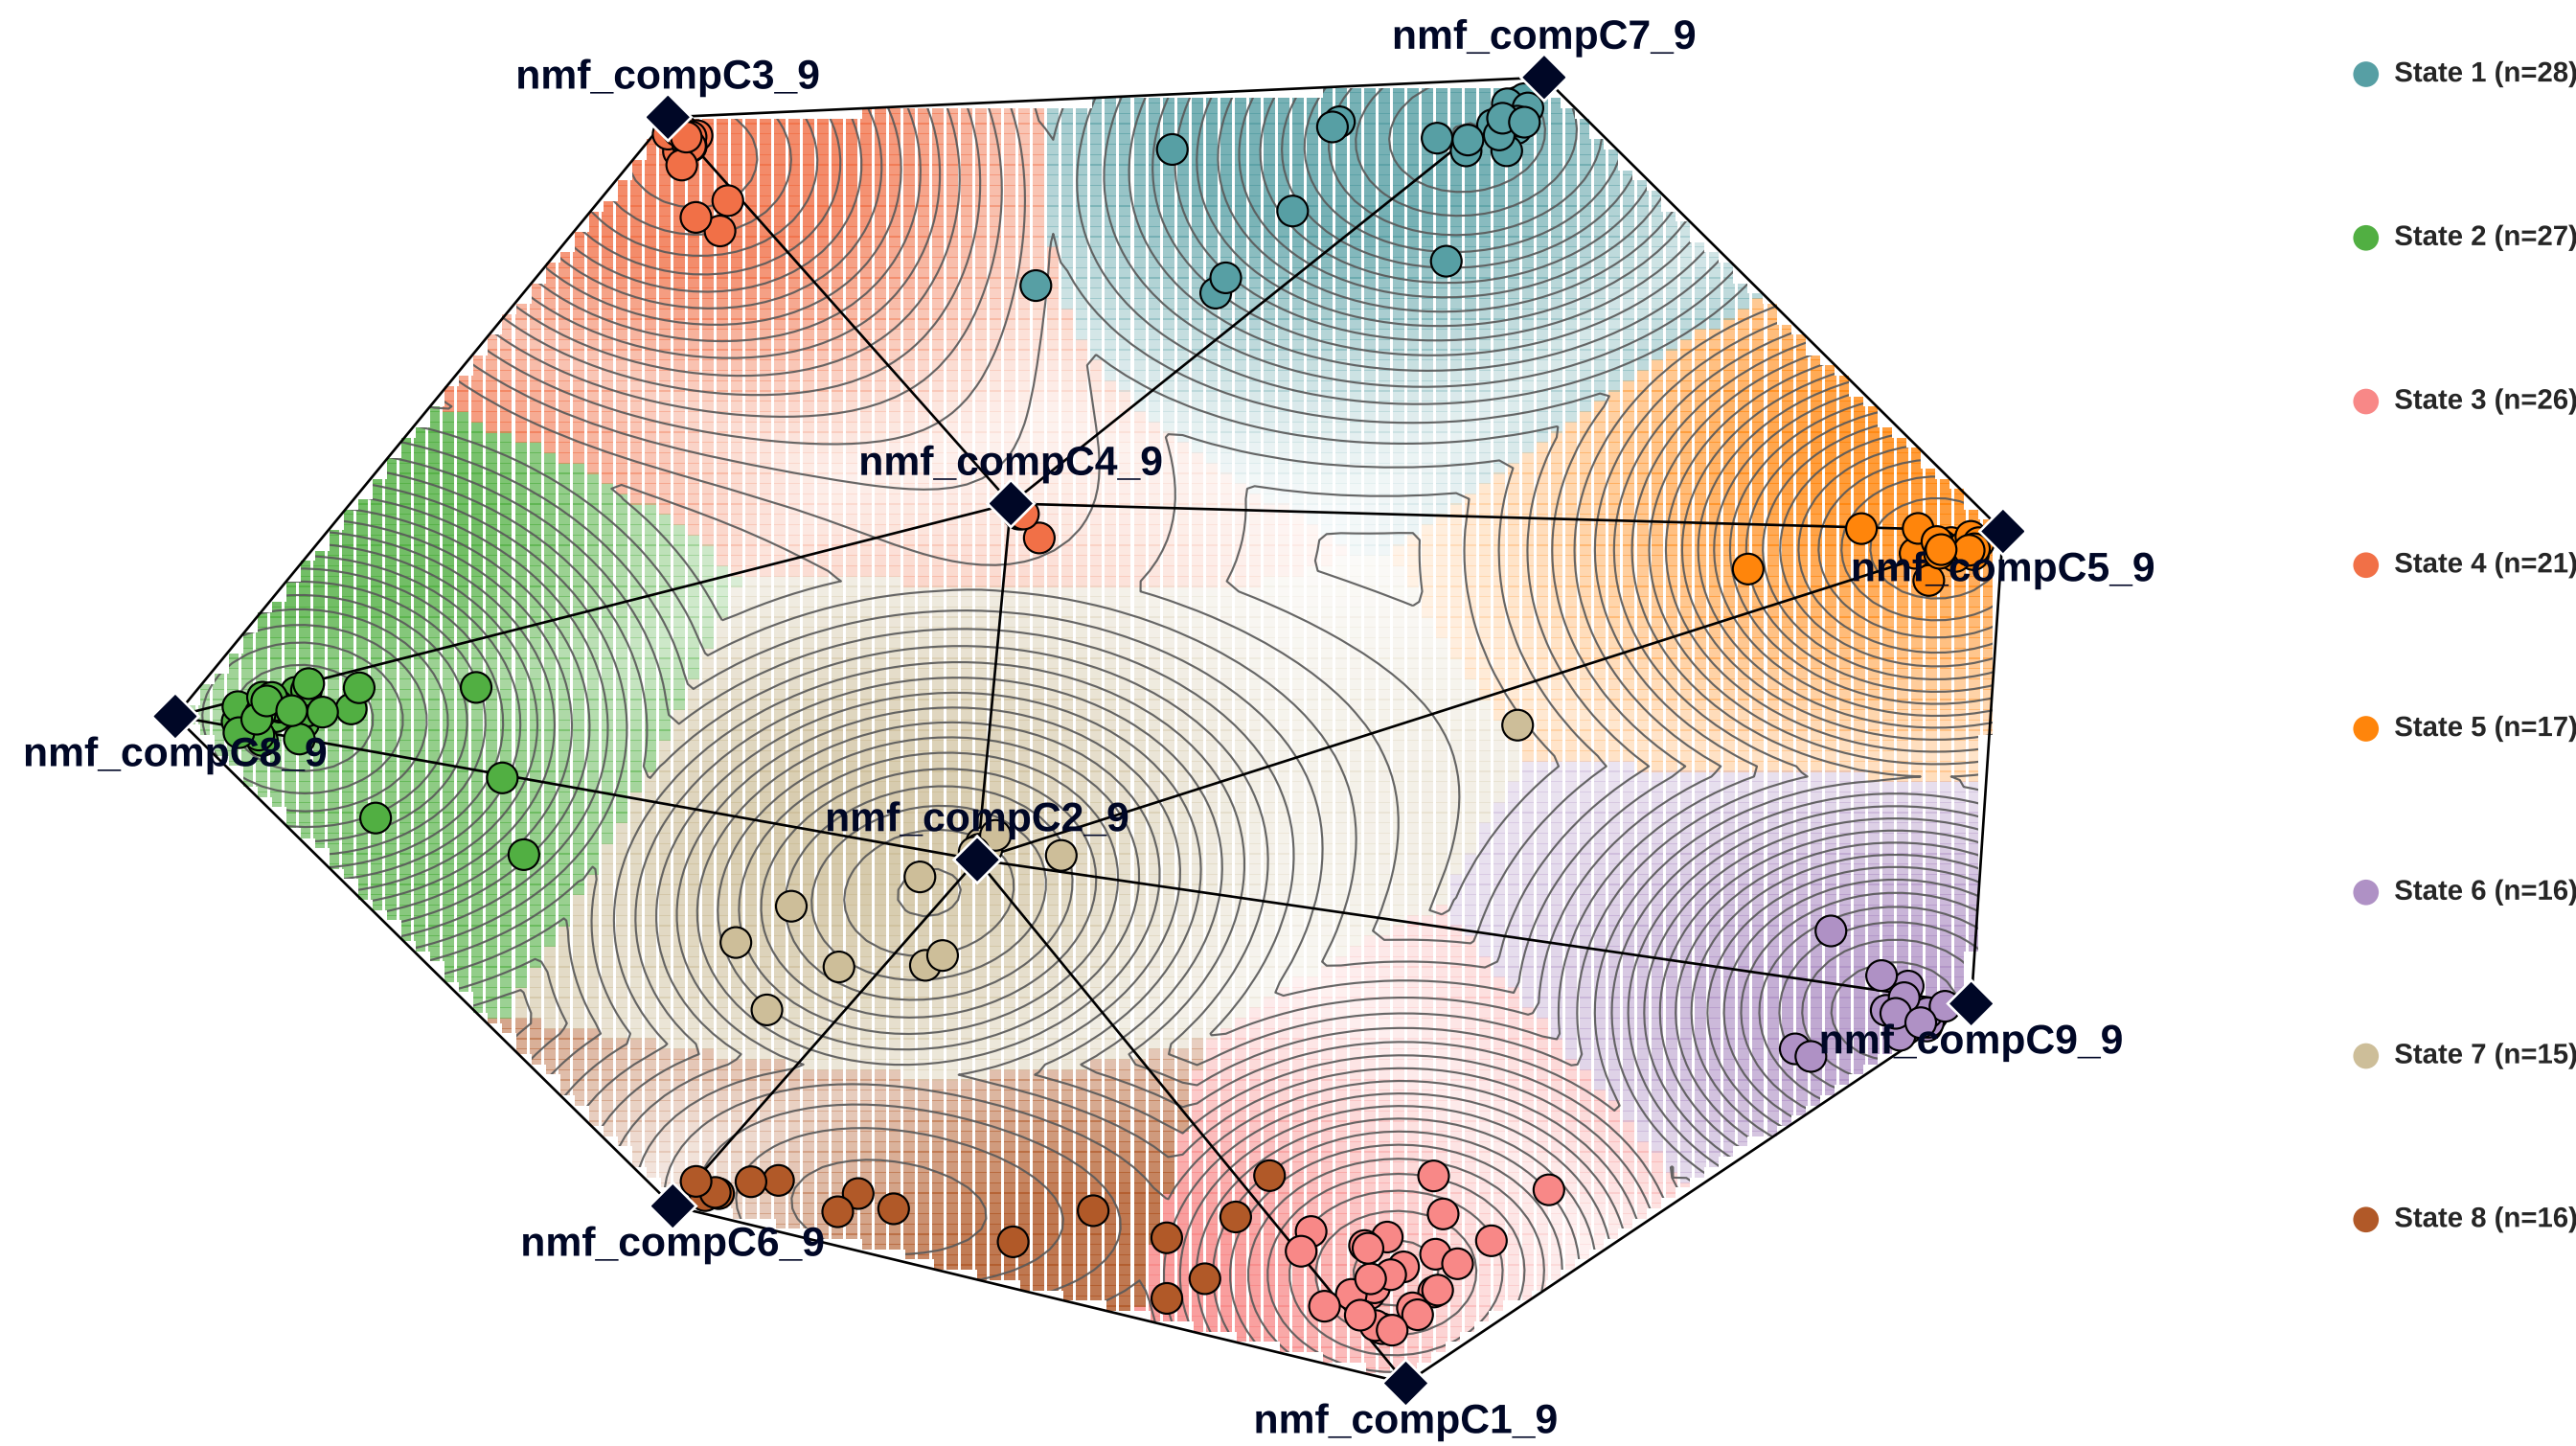 nmf_compC7_9
nmf_compC3_9
nmf_compC4_9
nmf_compC5_9
nmf_compC8_9
nmf_compC2_9
nmf_compC9_9
nmf_compC6_9
nmf_compC1_9
State 1 (n=28)
State 2 (n=27)
State 3 (n=26)
State 4 (n=21)
State 5 (n=17)
State 6 (n=16)
State 7 (n=15)
State 8 (n=16)